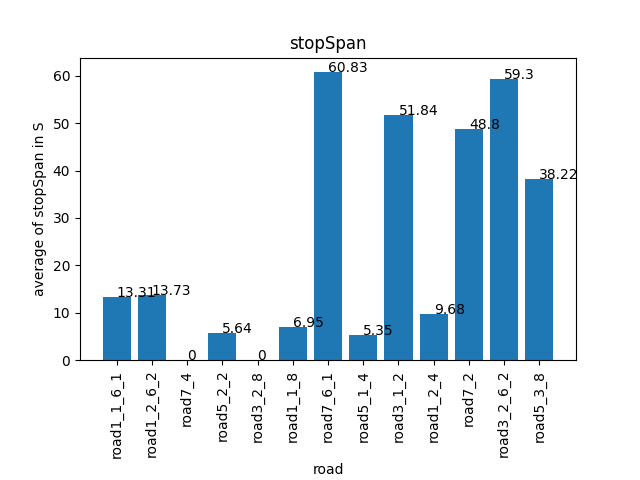 stopSpan
average of stopSpan in S
60
50
40
30
20
10
0
13.31
13.73
0
5.64
0
6.95
60.83
5.35
51.84
9.68
48.8
59.3
38.22
road1_1_6_1
road1_2_6_2
road7_4
road5_2_2
road3_2_8
road1_1_8
road7_6_1
road5_1_4
road3_1_2
road1_2_4
road7_2
road3_2_6_2
road5_3_8
road